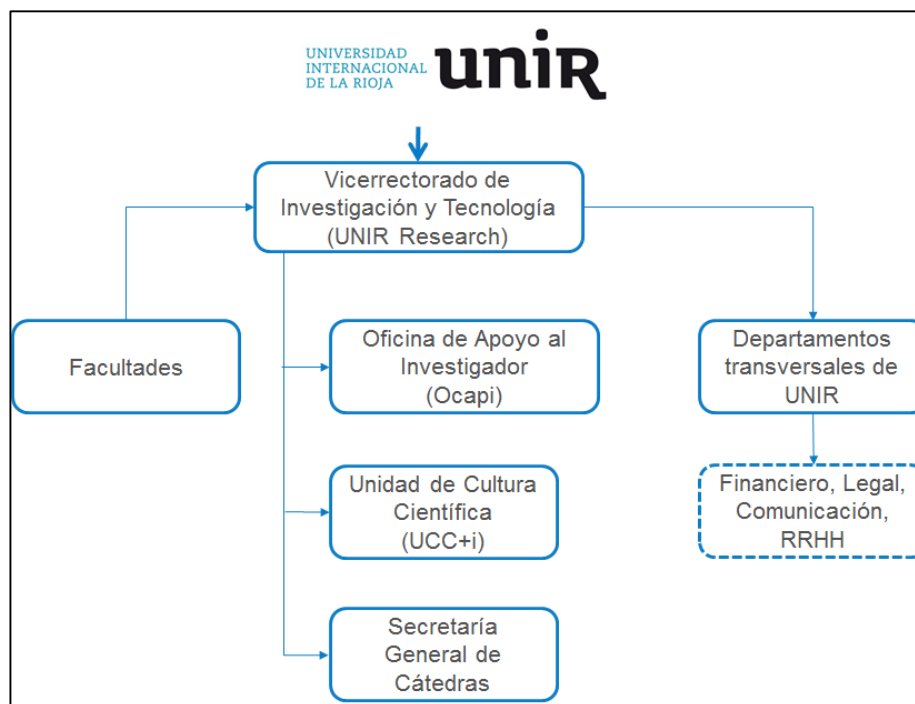 UNIVERSIDAD
INTERNACIONAL
DE LA RIOJA
uniR
Vicerrectorado de
Investigación y Tecnología
(UNIR Research)
Facultades
Oficina de Apoyo al
Investigador
(Ocapi)
Departamentos
transversales de
UNIR
Unidad de Cultura
Científica
(UCC+i)
Financiero, Legal,
Comunicación,
RRHH
Secretaría
General de
Cátedras